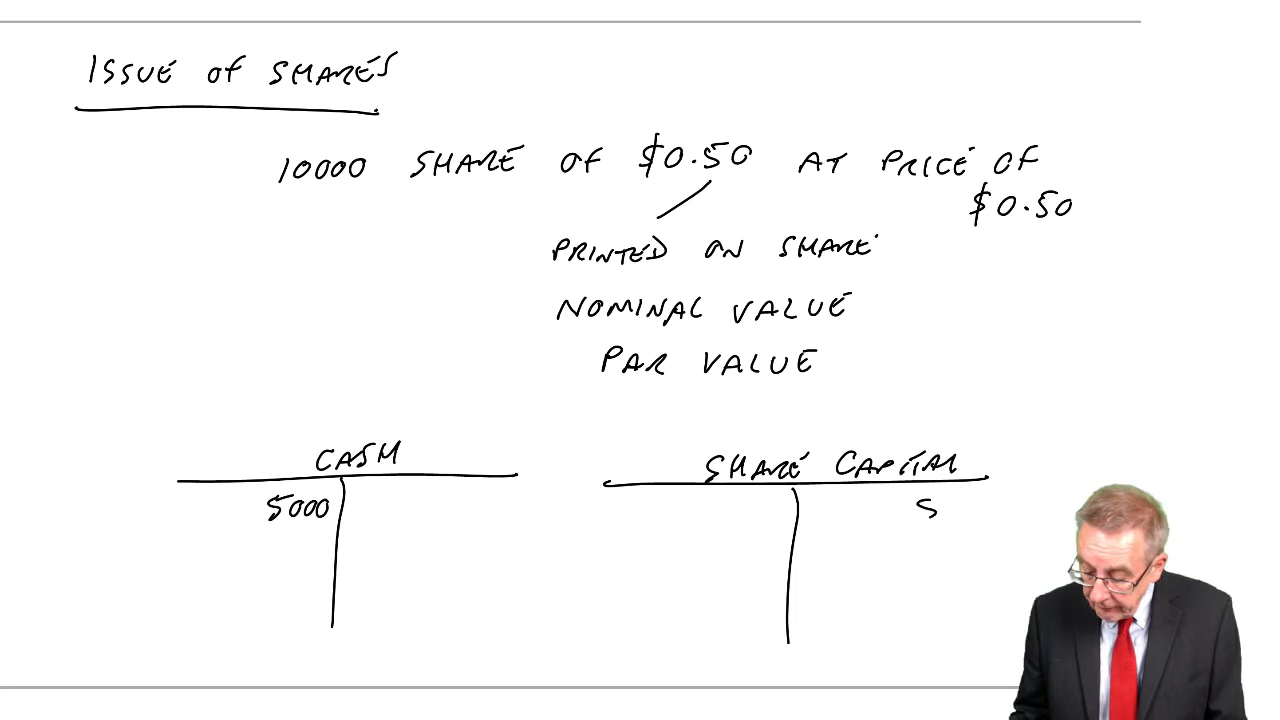 ISSUE OF SHARES
10000 SHARE OF $0.50 AT PRICE OF
$0.50
PRINTED ON SHARE
NOMINAL VALUE
PAR VALUE
CASH
SHARE CAPITAL
5000
5